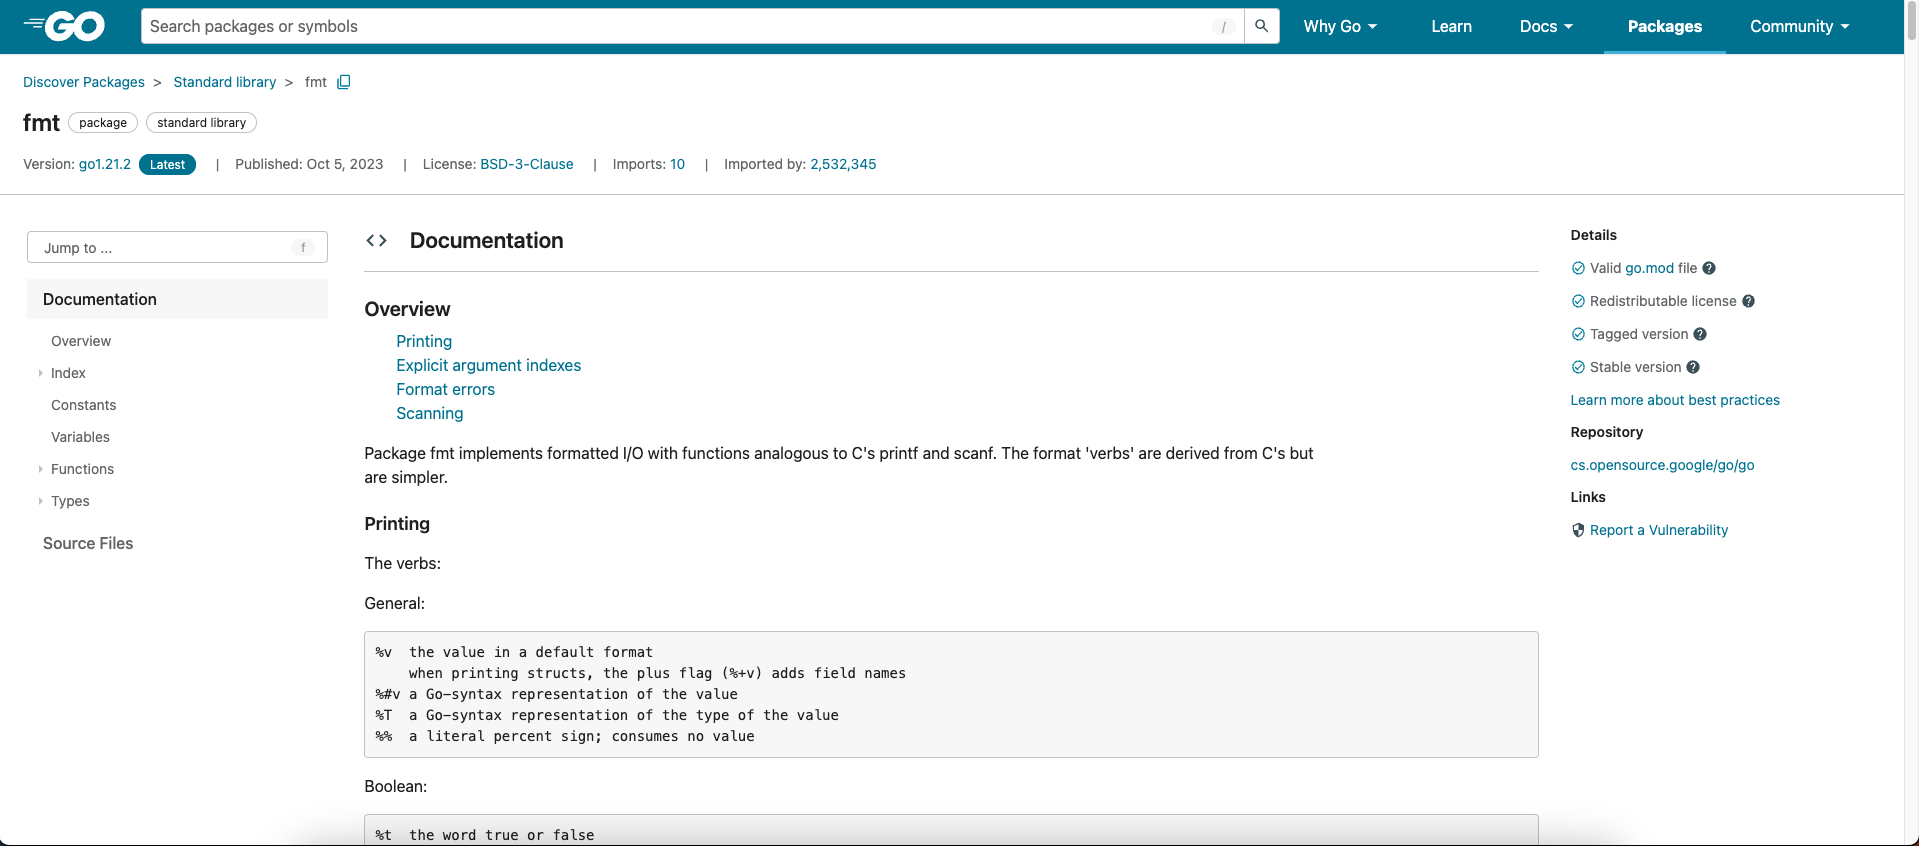 GO
Search packages or symbols
/
Why Go
Learn
Docs
Packages
Community
Discover Packages > Standard library > fmt
fmt package standard library
Version: go1.21.2 Latest | Published: Oct 5, 2023 | License: BSD-3-Clause | Imports: 10 | Imported by: 2,532,345
Jump to ... f
Documentation
Overview
Index
Constants
Variables
Functions
Types
Source Files
<> Documentation
Overview
Printing
Explicit argument indexes
Format errors
Scanning
Package fmt implements formatted I/O with functions analogous to C's printf and scanf. The format 'verbs' are derived from C's but
are simpler.
Printing
The verbs:
General:
%v  the value in a default format
    when printing structs, the plus flag (%+v) adds field names
%#v a Go-syntax representation of the value
%T  a Go-syntax representation of the type of the value
%%  a literal percent sign; consumes no value
Boolean:
%t  the word true or false
Details
Valid go.mod file ?
Redistributable license ?
Tagged version ?
Stable version ?
Learn more about best practices
Repository
cs.opensource.google/go/go
Links
Report a Vulnerability